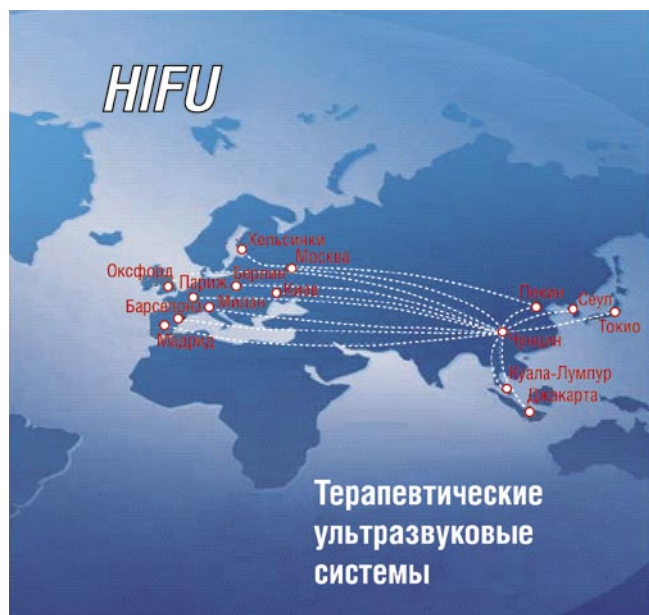 HIFU
Хельсинки
Москва
Оксфорд
Париж
Берлин
Киев
Барселона
Милан
Мадрид
Пекин
Сеул
Токио
Ченцин
Куала-Лумпур
Джакарта
Терапевтические
ультразвуковые
системы